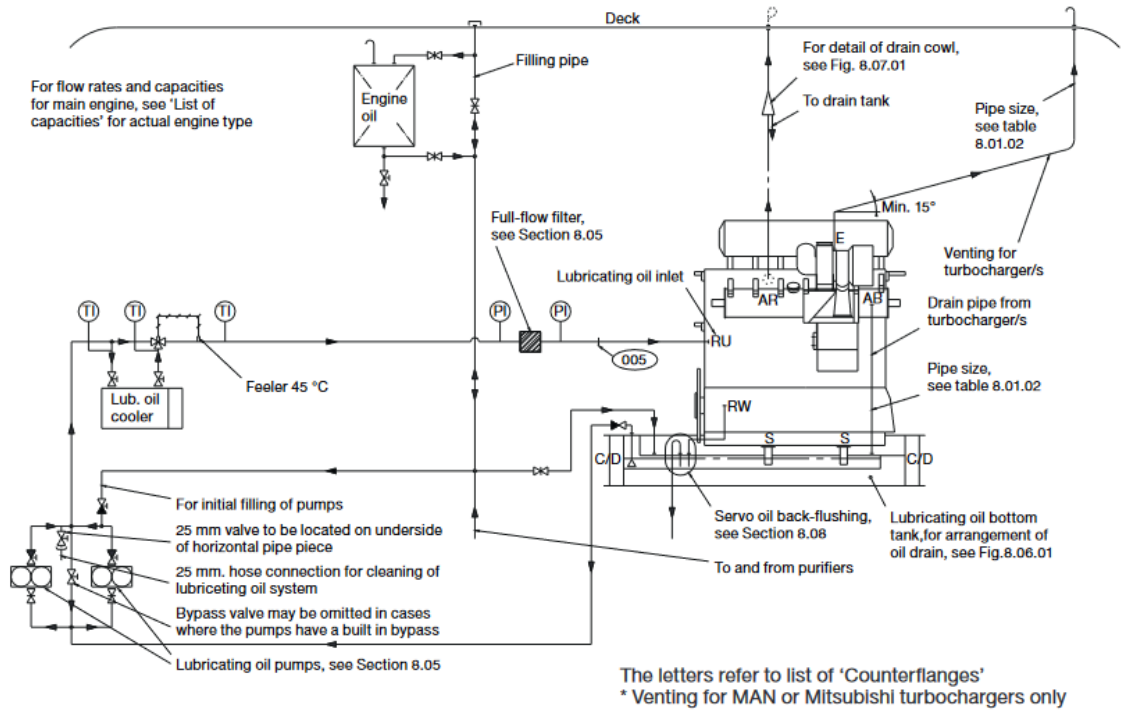 Deck
For flow rates and capacities
for main engine, see ‘List of
capacities’ for actual engine type
Engine
oil
Filling pipe
For detail of drain cowl,
see Fig. 8.07.01
To drain tank
Pipe size,
see table
8.01.02
Min. 15°
Full-flow filter,
see Section 8.05
E
Lubricating oil inlet
Venting for
turbocharger/s
AR
AB
Drain pipe from
turbocharger/s
TI
TI
TI
PI
PI
RU
005
Feeler 45 °C
Lub. oil
cooler
Pipe size,
see table 8.01.02
RW
S
S
C/D
C/D
For initial filling of pumps
25 mm valve to be located on underside
of horizontal pipe piece
25 mm. hose connection for cleaning of
lubriceting oil system
Bypass valve may be omitted in cases
where the pumps have a built in bypass
Lubricating oil pumps, see Section 8.05
Servo oil back-flushing,
see Section 8.08
Lubricating oil bottom
tank,for arrangement of
oil drain, see Fig.8.06.01
To and from purifiers
The letters refer to list of ‘Counterflanges’
* Venting for MAN or Mitsubishi turbochargers only